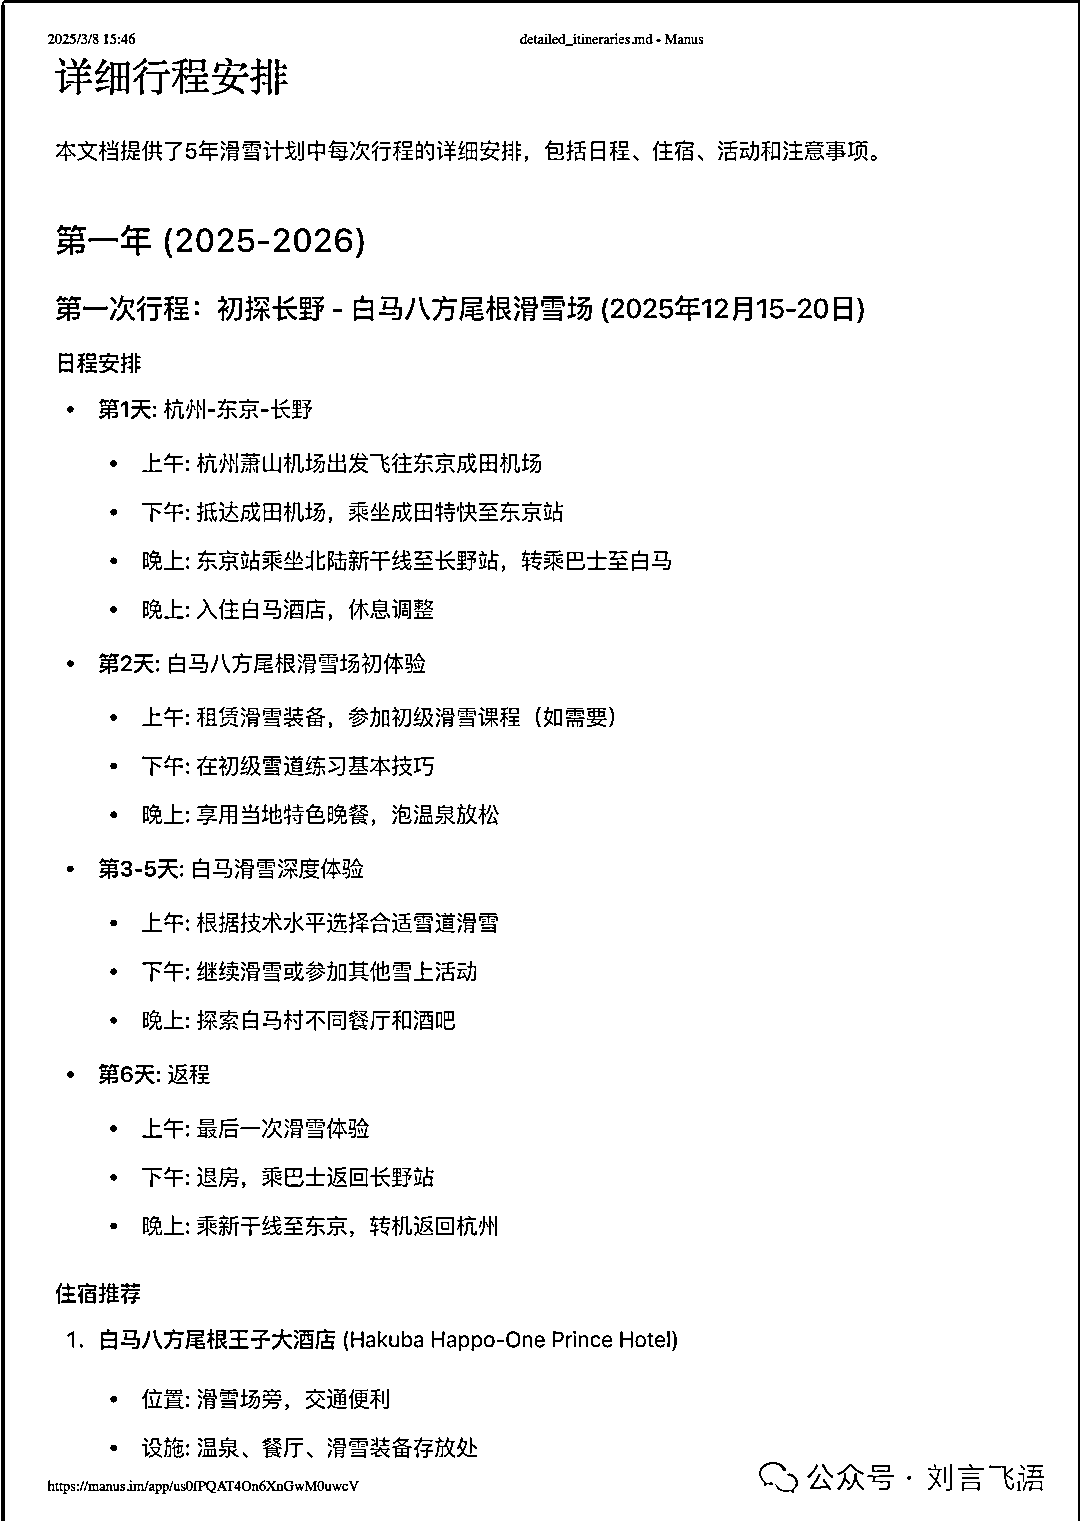 2025/3/8 15:46 detailed_itineraries.md - Manus
详细行程安排
本文档提供了5年滑雪计划中每次行程的详细安排，包括日程、住宿、活动和注意事项。
第一年 (2025-2026)
第一次行程：初探长野 - 白马八方尾根滑雪场 (2025年12月15-20日)
日程安排
• 第1天: 杭州-东京-长野
• 上午: 杭州萧山机场出发飞往东京成田机场
• 下午: 抵达成田机场，乘坐成田特快至东京站
• 晚上: 东京站乘坐北陆新干线至长野站，转乘巴士至白马
• 晚上: 入住白马酒店，休息调整
• 第2天: 白马八方尾根滑雪场初体验
• 上午: 租赁滑雪装备，参加初级滑雪课程（如需要）
• 下午: 在初级雪道练习基本技巧
• 晚上: 享用当地特色晚餐，泡温泉放松
• 第3-5天: 白马滑雪深度体验
• 上午: 根据技术水平选择合适雪道滑雪
• 下午: 继续滑雪或参加其他雪上活动
• 晚上: 探索白马村不同餐厅和酒吧
• 第6天: 返程
• 上午: 最后一次滑雪体验
• 下午: 退房，乘巴士返回长野站
• 晚上: 乘新干线至东京，转机返回杭州
住宿推荐
1. 白马八方尾根王子大酒店 (Hakuba Happo-One Prince Hotel)
• 位置: 滑雪场旁，交通便利
• 设施: 温泉、餐厅、滑雪装备存放处
https://manus.im/app/us0fPQAT4On6XnGwM0uwcV
公众号 · 刘言飞语